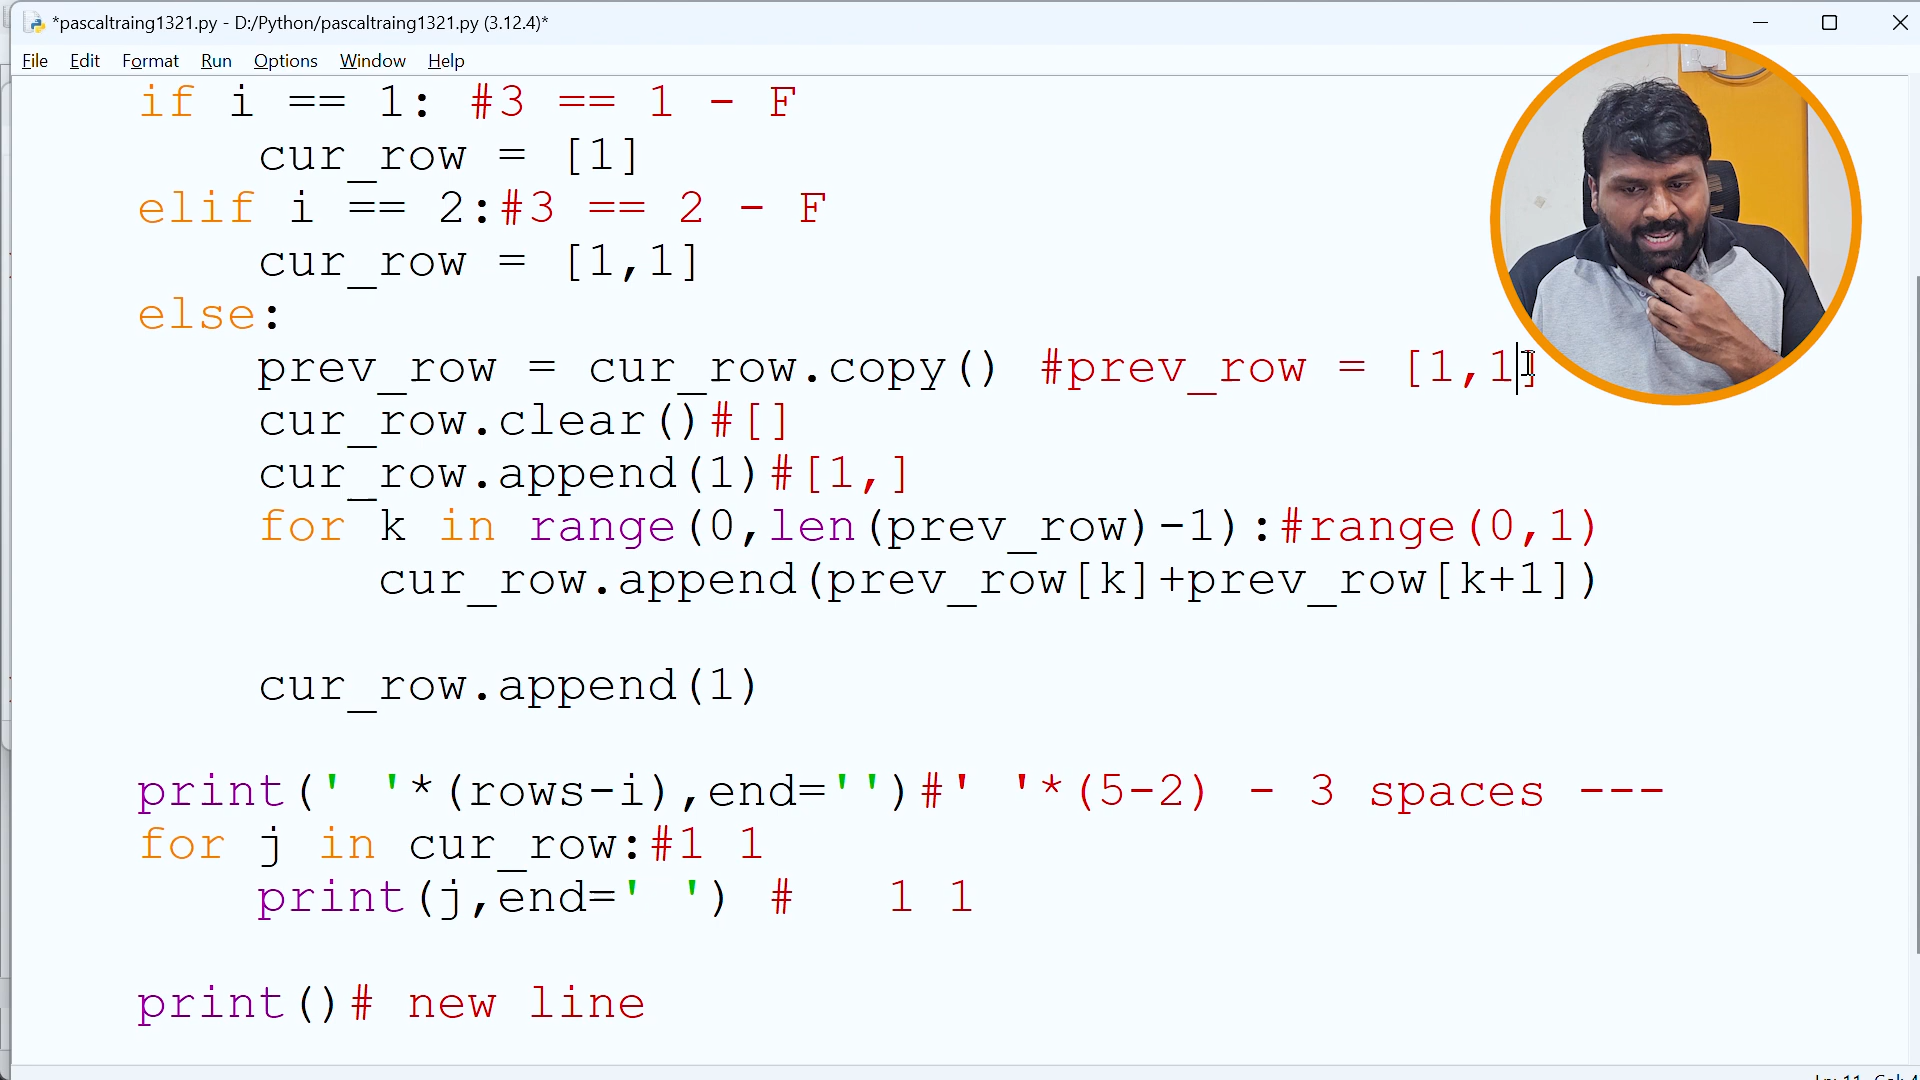 *pascaltraing1321.py - D:/Python/pascaltraing1321.py (3.12.4)*
File Edit Format Run Options Window Help
if i == 1: #3 == 1 - F
cur_row = [1]
elif i == 2:#3 == 2 - F
cur_row = [1,1]
else:
prev_row = cur_row.copy() #prev_row = [1,1]
cur_row.clear()#[]
cur_row.append(1)#[1,]
for k in range(0,len(prev_row)-1):#range(0,1)
cur_row.append(prev_row[k]+prev_row[k+1])
cur_row.append(1)
print(' '*(rows-i),end='')#' '*(5-2) - 3 spaces ---
for j in cur_row:#1 1
print(j,end=' ') #   1 1
print()# new line